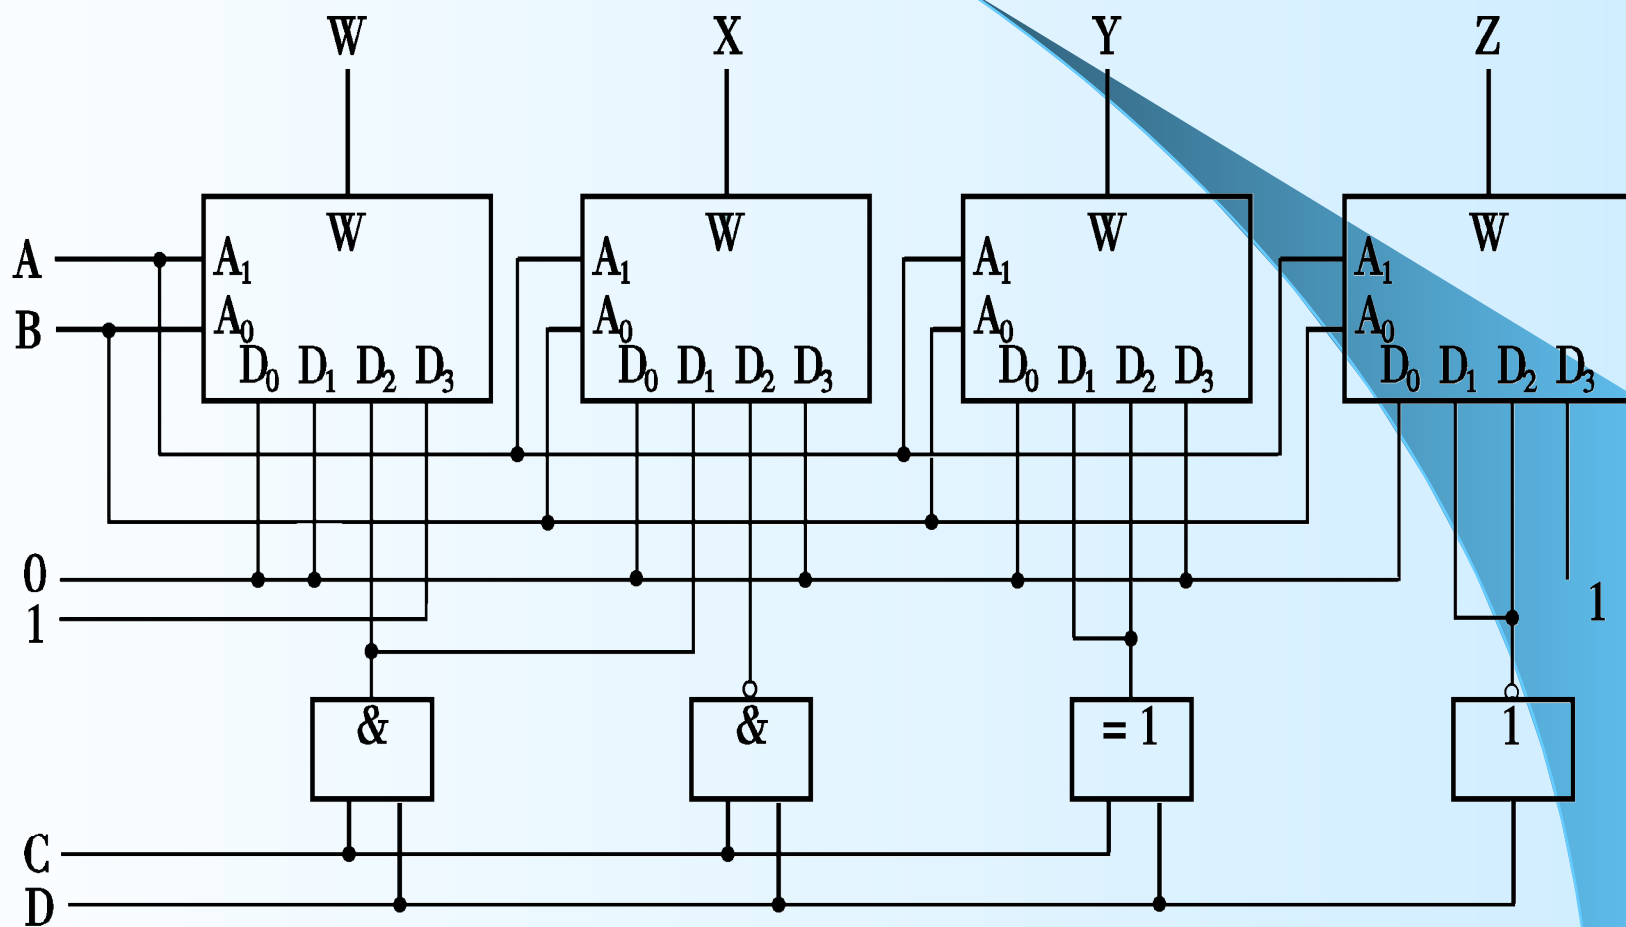 W X Y Z
W W W W
A A₁ A₁ A₁ A₁
B A₀ A₀ A₀ A₀
D₀ D₁ D₂ D₃ D₀ D₁ D₂ D₃ D₀ D₁ D₂ D₃ D₀ D₁ D₂ D₃
0
1 1
& & = 1 1
C
D